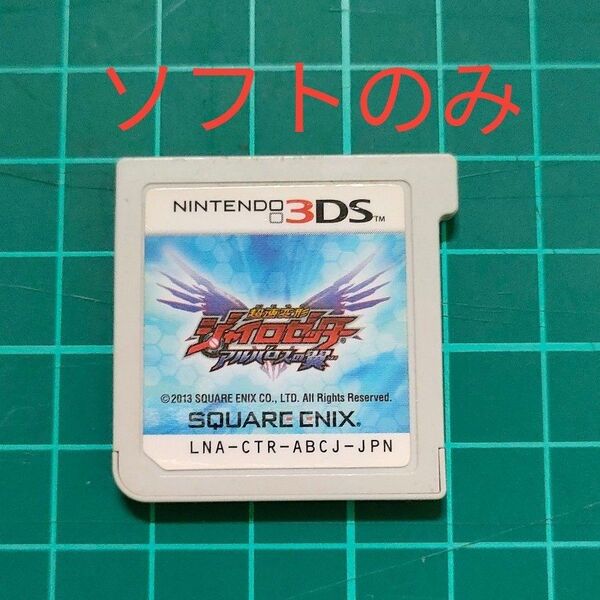 ソフトのみ
NINTENDO 3DS™
超速変形
ジャイロゼッター
アルバロスの翼
©2013 SQUARE ENIX CO., LTD. All Rights Reserved.
SQUARE ENIX®
LNA-CTR-ABCJ-JPN